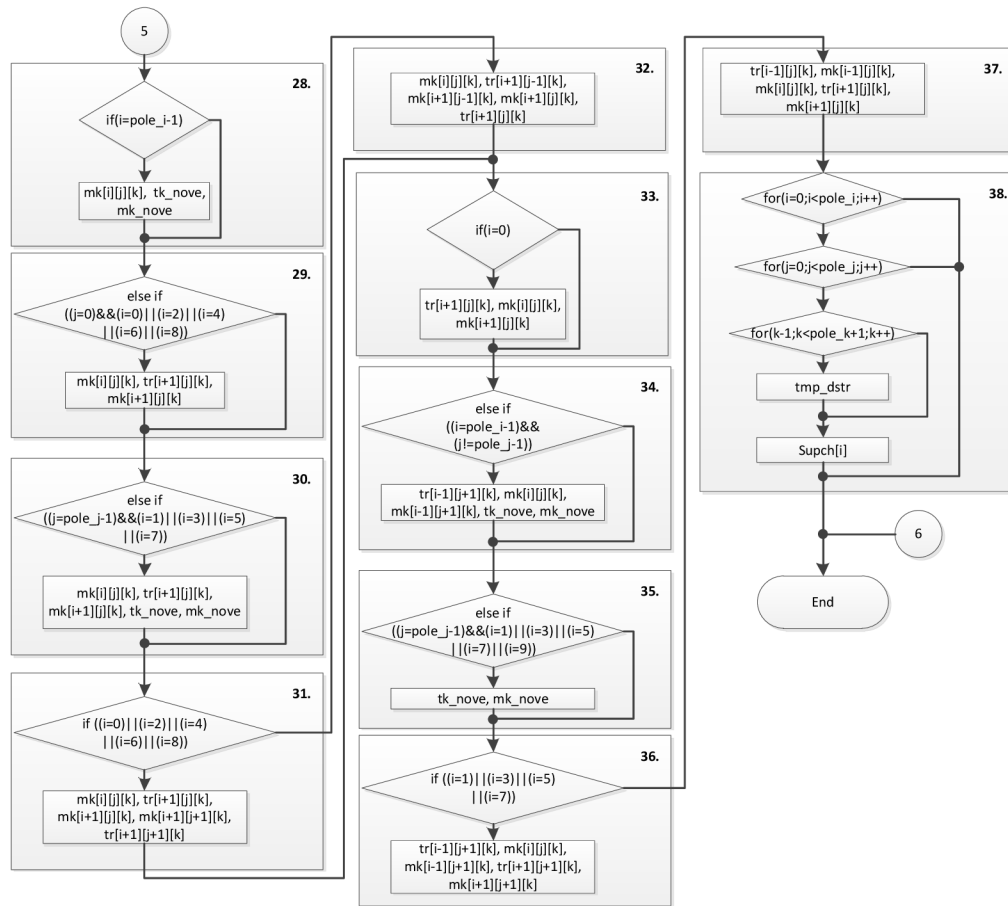 5
28.
if(i=pole_i-1)
mk[i][j][k], tk_nove,
mk_nove
29.
else if
((j=0)&&(i=0)||(i=2)||(i=4)
||(i=6)||(i=8))
mk[i][j][k], tr[i+1][j][k],
mk[i+1][j][k]
30.
else if
((j=pole_j-1)&&(i=1)||(i=3)||(i=5)
||(i=7))
mk[i][j][k], tr[i+1][j][k],
mk[i+1][j][k], tk_nove, mk_nove
31.
if ((i=0)||(i=2)||(i=4)
||(i=6)||(i=8))
mk[i][j][k], tr[i+1][j][k],
mk[i+1][j][k], mk[i+1][j+1][k],
tr[i+1][j+1][k]
32.
mk[i][j][k], tr[i+1][j-1][k],
mk[i+1][j-1][k], mk[i+1][j][k],
tr[i+1][j][k]
33.
if(i=0)
tr[i+1][j][k], mk[i][j][k],
mk[i+1][j][k]
34.
else if
((i=pole_i-1)&&
(j!=pole_j-1))
tr[i-1][j+1][k], mk[i][j][k],
mk[i-1][j+1][k], tk_nove, mk_nove
35.
else if
((j=pole_j-1)&&(i=1)||(i=3)||(i=5)
||(i=7)||(i=9))
tk_nove, mk_nove
36.
if ((i=1)||(i=3)||(i=5)
||(i=7))
tr[i-1][j+1][k], mk[i][j][k],
mk[i-1][j+1][k], tr[i+1][j+1][k],
mk[i+1][j+1][k]
37.
tr[i-1][j][k], mk[i-1][j][k],
mk[i][j][k], tr[i+1][j][k],
mk[i+1][j][k]
38.
for(i=0;i<pole_i;i++)
for(j=0;j<pole_j;j++)
for(k-1;k<pole_k+1;k++)
tmp_dstr
Supch[i]
6
End